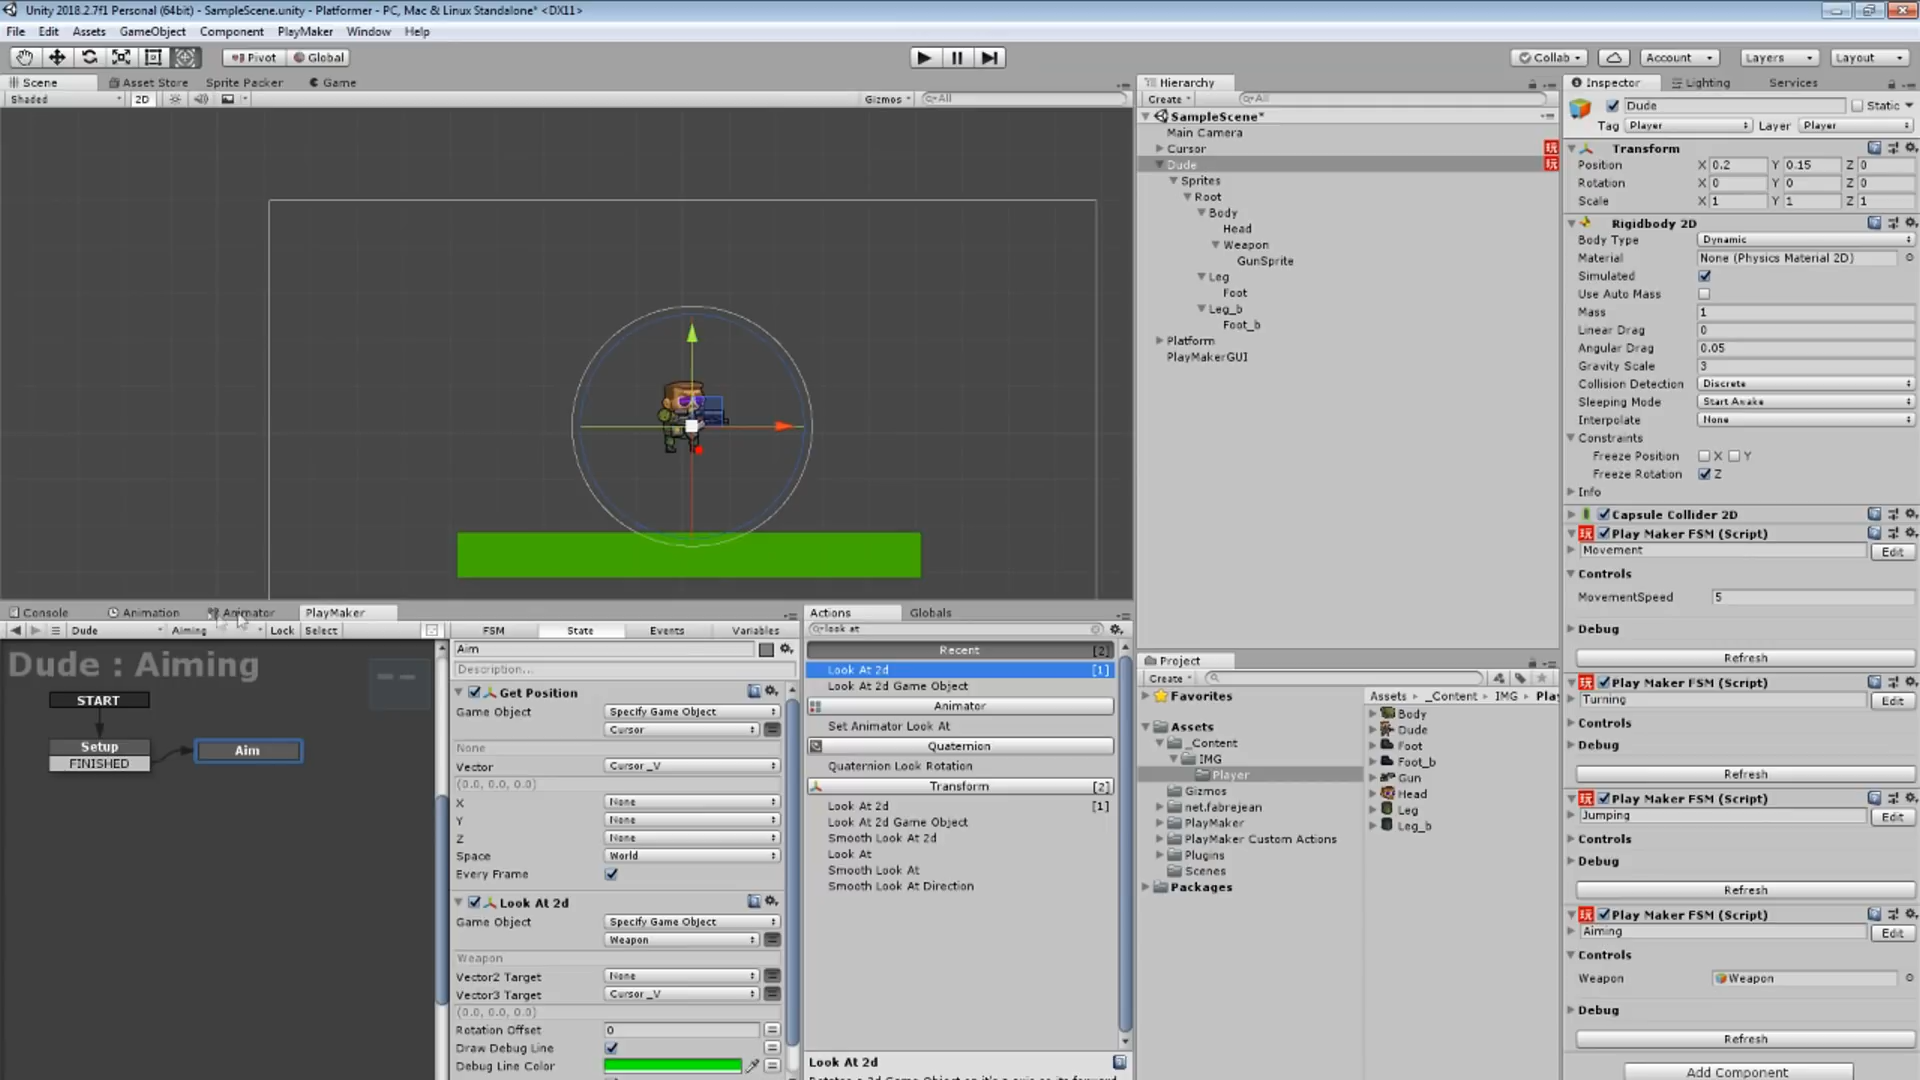 Unity 2018.2.7f1 Personal (64bit) - SampleScene.unity - Platformer - PC, Mac & Linux Standalone* <DX11>
File Edit Assets GameObject Component PlayMaker Window Help
Pivot Global Collab Account Layers Layout
Scene Asset Store Sprite Packer Game
Shaded 2D Gizmos All
Hierarchy
Create All
SampleScene*
Main Camera
Cursor
Dude
Sprites
Root
Body
Head
Weapon
GunSprite
Leg
Foot
Leg_b
Foot_b
Platform
PlayMakerGUI
Inspector Lighting Services
Dude Static
Tag Player Layer Player
Transform
Position X 0.2 Y 0.15 Z 0
Rotation X 0 Y 0 Z 0
Scale X 1 Y 1 Z 1
Rigidbody 2D
Body Type Dynamic
Material None (Physics Material 2D)
Simulated
Use Auto Mass
Mass 1
Linear Drag 0
Angular Drag 0.05
Gravity Scale 3
Collision Detection Discrete
Sleeping Mode Start Awake
Interpolate None
Constraints
Freeze Position X Y
Freeze Rotation Z
Info
Capsule Collider 2D
Play Maker FSM (Script)
Movement Edit
Controls
MovementSpeed 5
Debug
Refresh
Play Maker FSM (Script)
Turning Edit
Controls
Debug
Refresh
Play Maker FSM (Script)
Jumping Edit
Controls
Debug
Refresh
Play Maker FSM (Script)
Aiming Edit
Controls
Weapon Weapon
Debug
Refresh
Add Component
Console Animation Animator PlayMaker
Dude Aiming Lock Select
Dude : Aiming
START
Setup
FINISHED
Aim
FSM State Events Variables
Aim
Description...
Get Position
Game Object Specify Game Object
Cursor
None
Vector Cursor_V
(0.0, 0.0, 0.0)
X None
Y None
Z None
Space World
Every Frame
Look At 2d
Game Object Specify Game Object
Weapon
Weapon
Vector2 Target None
Vector3 Target Cursor_V
(0.0, 0.0, 0.0)
Rotation Offset 0
Draw Debug Line
Debug Line Color
Actions Globals
look at
Recent [2]
Look At 2d [1]
Look At 2d Game Object
Animator
Set Animator Look At
Quaternion
Quaternion Look Rotation
Transform [2]
Look At 2d [1]
Look At 2d Game Object
Smooth Look At 2d
Look At
Smooth Look At
Smooth Look At Direction
Look At 2d
Project
Create
Favorites
Assets
_Content
IMG
Player
Gizmos
net.fabrejean
PlayMaker
PlayMaker Custom Actions
Plugins
Scenes
Packages
Assets _Content IMG Play
Body
Dude
Foot
Foot_b
Gun
Head
Leg
Leg_b